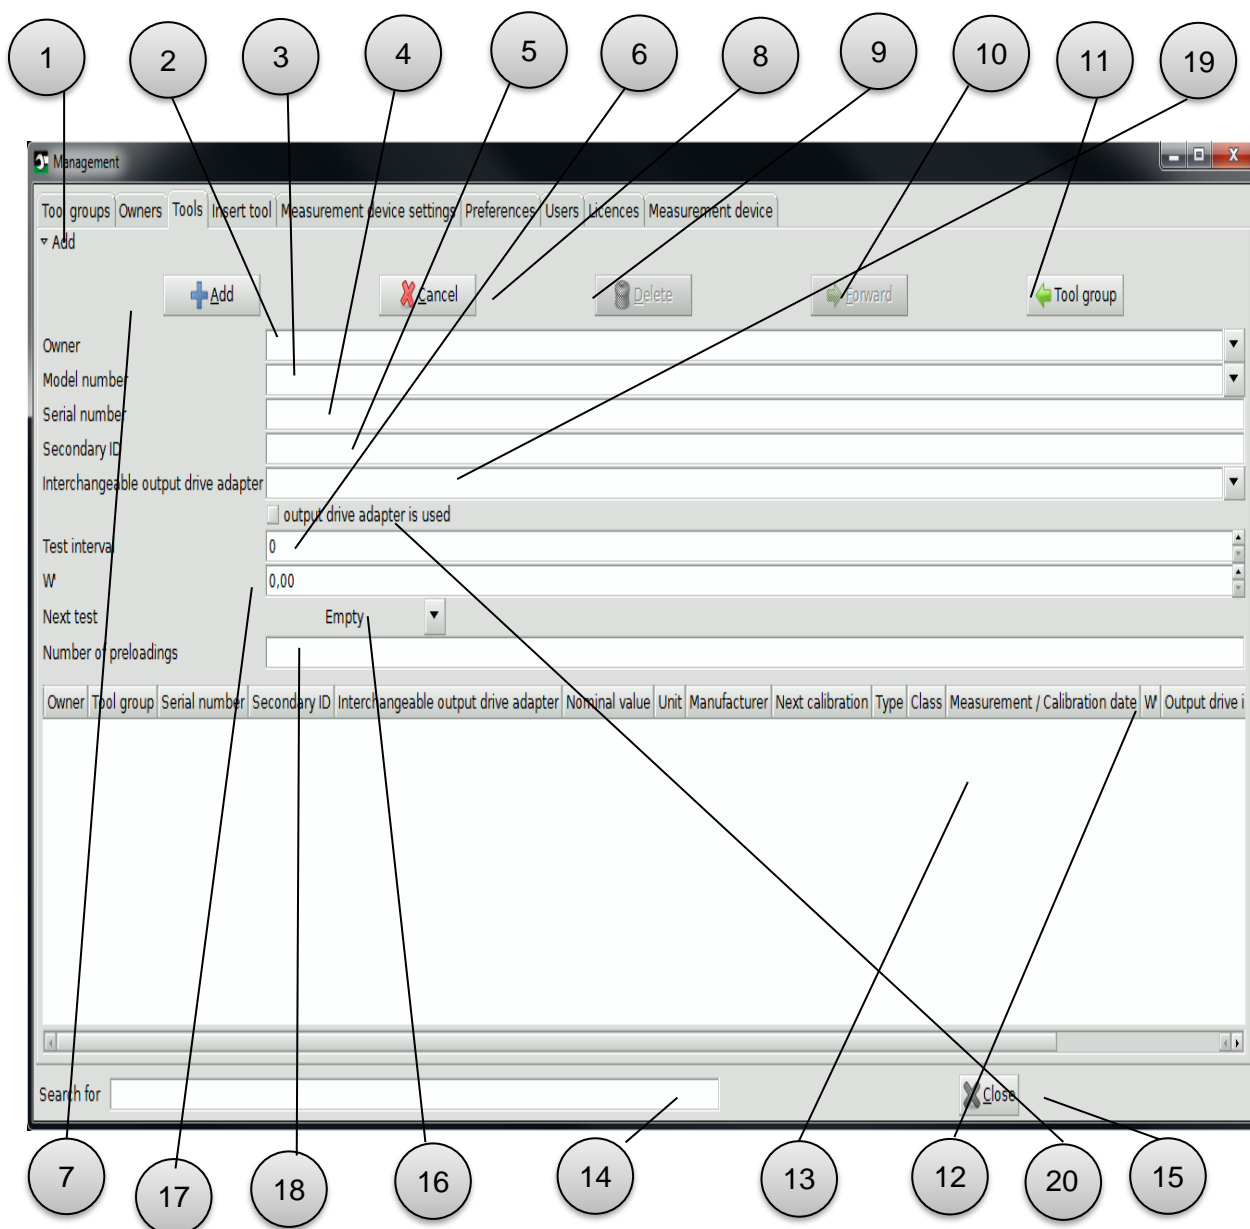 1 2 3 4 5 6 8 9 10 11 19
Management
Tool groups Owners Tools Insert tool Measurement device settings Preferences Users Licences Measurement device
Add
Add Cancel Delete Forward Tool group
Owner
Model number
Serial number
Secondary ID
Interchangeable output drive adapter
output drive adapter is used
Test interval 0
W' 0,00
Next test Empty
Number of preloadings
Owner Tool group Serial number Secondary ID Interchangeable output drive adapter Nominal value Unit Manufacturer Next calibration Type Class Measurement / Calibration date W' Output drive i
Search for Close
7 17 18 16 14 13 12 20 15